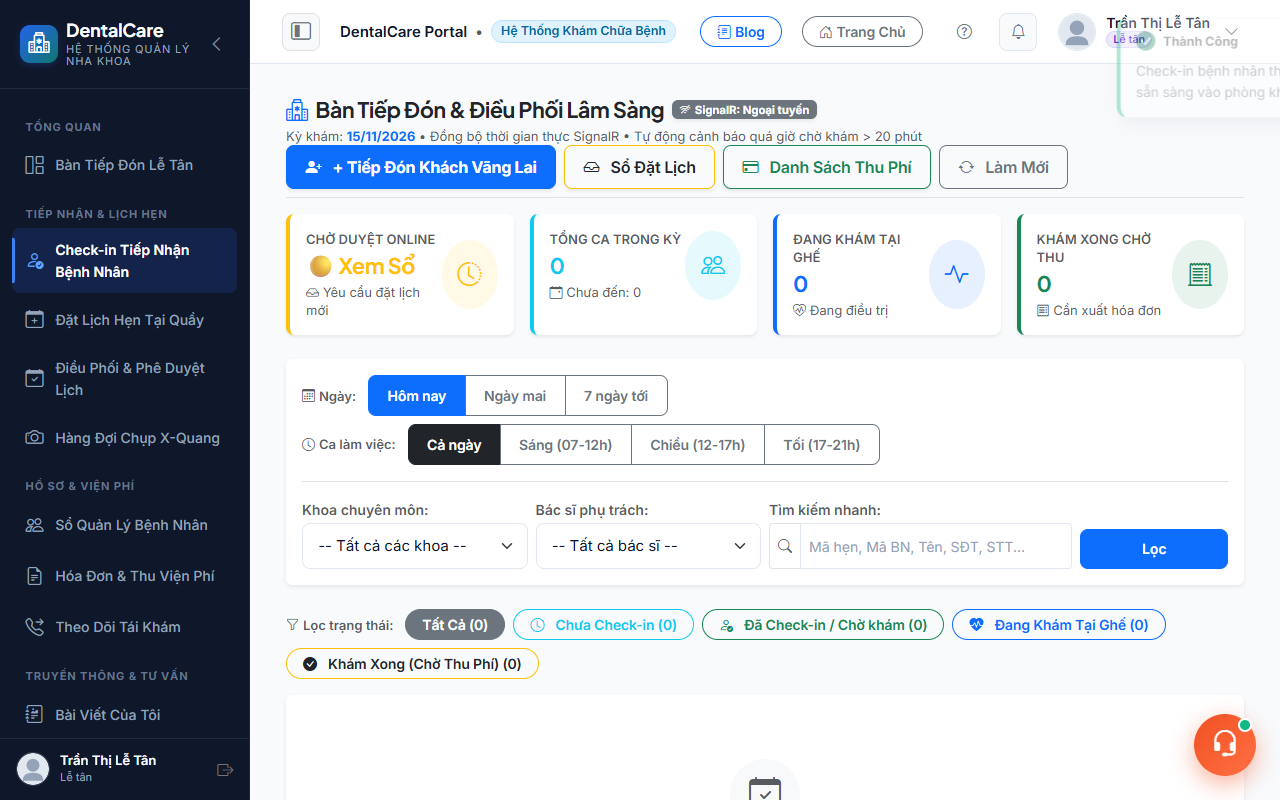 DentalCare
HỆ THỐNG QUẢN LÝ
NHA KHOA
TỔNG QUAN
Bàn Tiếp Đón Lễ Tân
TIẾP NHẬN & LỊCH HẸN
Check-in Tiếp Nhận
Bệnh Nhân
Đặt Lịch Hẹn Tại Quầy
Điều Phối & Phê Duyệt
Lịch
Hàng Đợi Chụp X-Quang
HỒ SƠ & VIỆN PHÍ
Sổ Quản Lý Bệnh Nhân
Hóa Đơn & Thu Viện Phí
Theo Dõi Tái Khám
TRUYỀN THÔNG & TƯ VẤN
Bài Viết Của Tôi
Trần Thị Lễ Tân
Lễ tân
DentalCare Portal • Hệ Thống Khám Chữa Bệnh
Blog
Trang Chủ
Trần Thị Lễ Tân
Lễ tân
Thành Công
Check-in bệnh nhân
sẵn sàng vào phòng
Bàn Tiếp Đón & Điều Phối Lâm Sàng
SignalR: Ngoại tuyến
Kỳ khám: 15/11/2026 • Đồng bộ thời gian thực SignalR • Tự động cảnh báo quá giờ chờ khám > 20 phút
+ Tiếp Đón Khách Vãng Lai
Sổ Đặt Lịch
Danh Sách Thu Phí
Làm Mới
CHỜ DUYỆT ONLINE
Xem Sổ
Yêu cầu đặt lịch
mới
TỔNG CA TRONG KỲ
0
Chưa đến: 0
ĐANG KHÁM TẠI
GHẾ
0
Đang điều trị
KHÁM XONG CHỜ
THU
0
Cần xuất hóa đơn
Ngày:
Hôm nay
Ngày mai
7 ngày tới
Ca làm việc:
Cả ngày
Sáng (07-12h)
Chiều (12-17h)
Tối (17-21h)
Khoa chuyên môn:
-- Tất cả các khoa --
Bác sĩ phụ trách:
-- Tất cả bác sĩ --
Tìm kiếm nhanh:
Mã hẹn, Mã BN, Tên, SĐT, STT...
Lọc
Lọc trạng thái:
Tất Cả (0)
Chưa Check-in (0)
Đã Check-in / Chờ khám (0)
Đang Khám Tại Ghế (0)
Khám Xong (Chờ Thu Phí) (0)